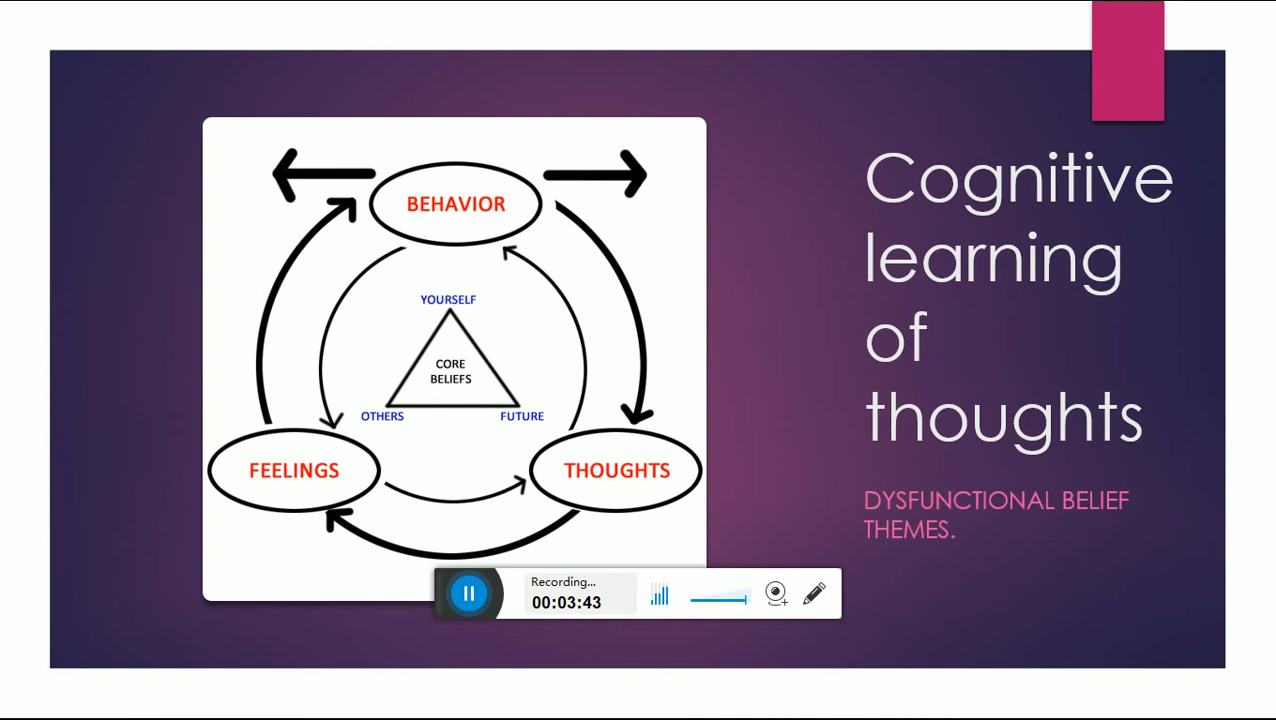 BEHAVIOR
YOURSELF
CORE
BELIEFS
OTHERS
FUTURE
FEELINGS
THOUGHTS
Cognitive
learning
of
thoughts
DYSFUNCTIONAL BELIEF
THEMES.
Recording...
00:03:43